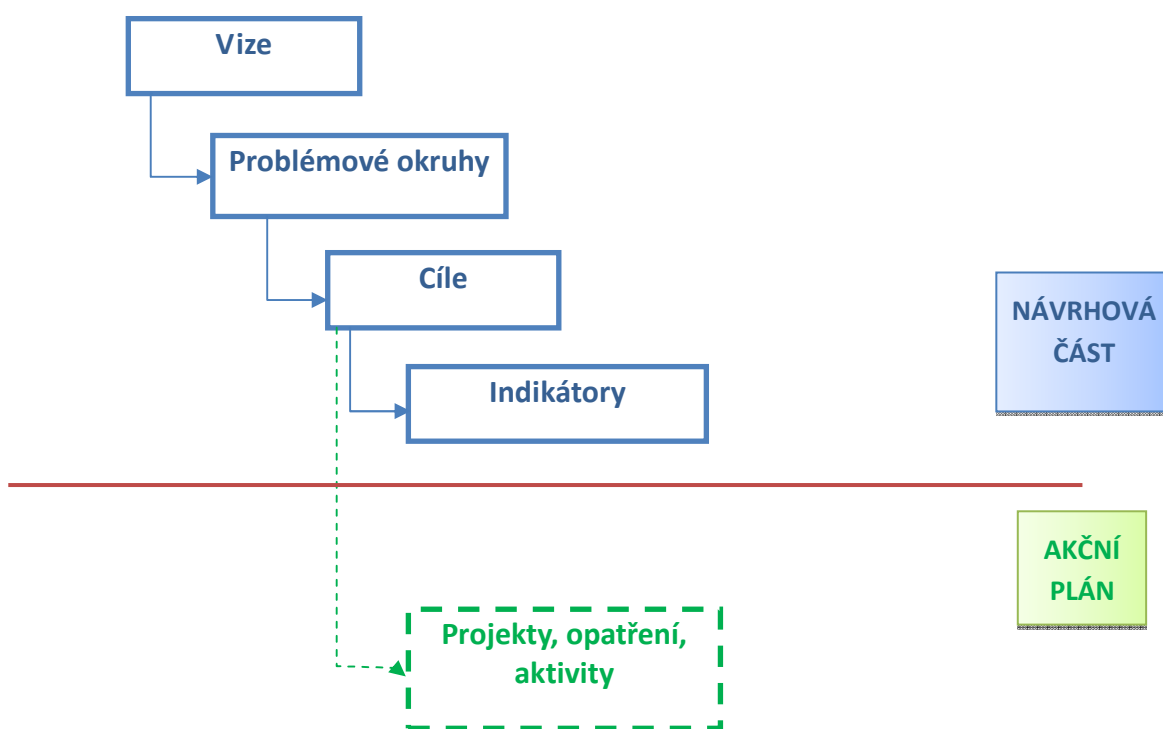 Vize
Problémové okruhy
Cíle
NÁVRHOVÁ
ČÁST
Indikátory
AKČNÍ
PLÁN
Projekty, opatření,
aktivity